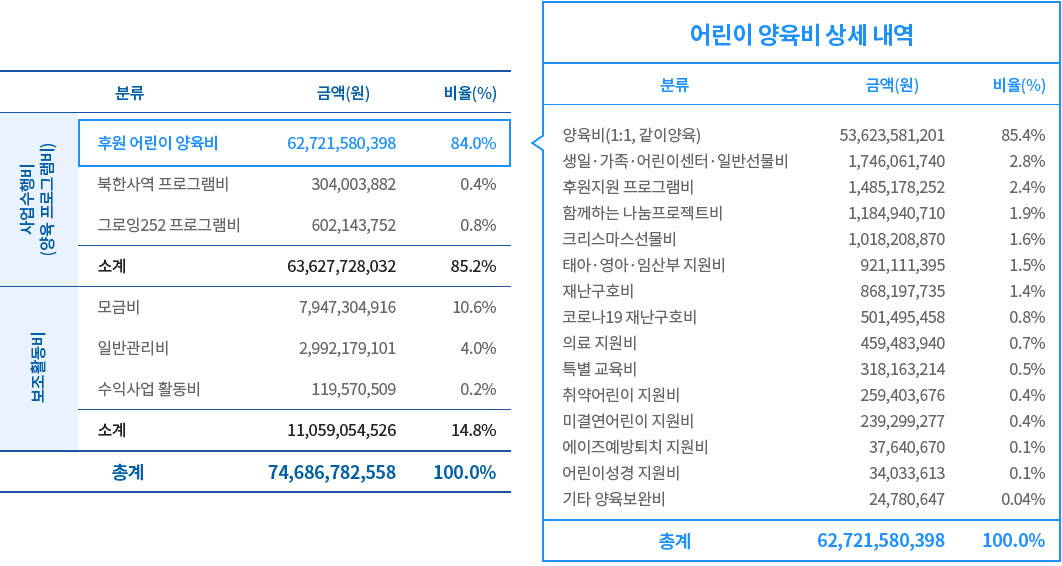 분류 금액(원) 비율(%)
사업수행비
(양육 프로그램비)
후원 어린이 양육비 62,721,580,398 84.0%
북한사역 프로그램비 304,003,882 0.4%
그로잉252 프로그램비 602,143,752 0.8%
소계 63,627,728,032 85.2%
보조활동비
모금비 7,947,304,916 10.6%
일반관리비 2,992,179,101 4.0%
수익사업 활동비 119,570,509 0.2%
소계 11,059,054,526 14.8%
총계 74,686,782,558 100.0%
어린이 양육비 상세 내역
분류 금액(원) 비율(%)
양육비(1:1, 같이양육) 53,623,581,201 85.4%
생일·가족·어린이센터·일반선물비 1,746,061,740 2.8%
후원지원 프로그램비 1,485,178,252 2.4%
함께하는 나눔프로젝트비 1,184,940,710 1.9%
크리스마스선물비 1,018,208,870 1.6%
태아·영아·임산부 지원비 921,111,395 1.5%
재난구호비 868,197,735 1.4%
코로나19 재난구호비 501,495,458 0.8%
의료 지원비 459,483,940 0.7%
특별 교육비 318,163,214 0.5%
취약어린이 지원비 259,403,676 0.4%
미결연어린이 지원비 239,299,277 0.4%
에이즈예방퇴치 지원비 37,640,670 0.1%
어린이성경 지원비 34,033,613 0.1%
기타 양육보완비 24,780,647 0.04%
총계 62,721,580,398 100.0%